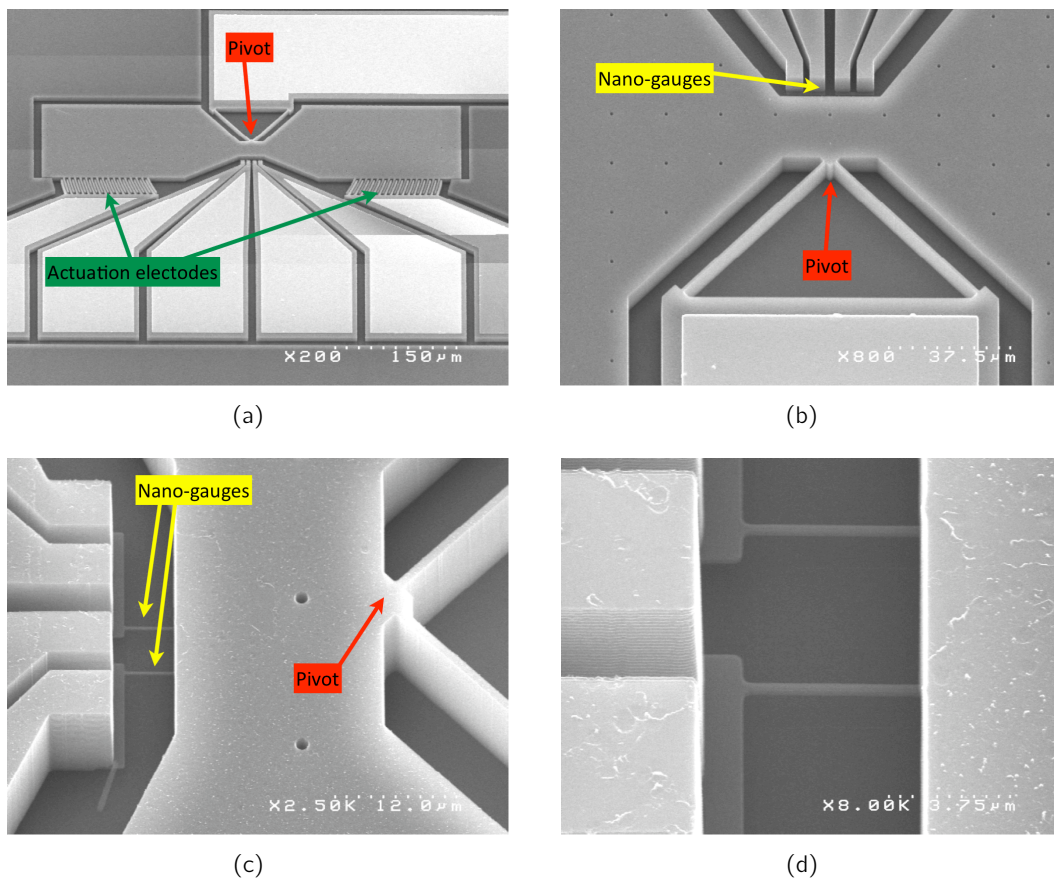 Pivot
Actuation electodes
X200 150µm
(a)
Nano-gauges
Pivot
X800 37.5µm
(b)
Nano-gauges
Pivot
X2.50K 12.0µm
(c)
X8.00K 3.75µm
(d)